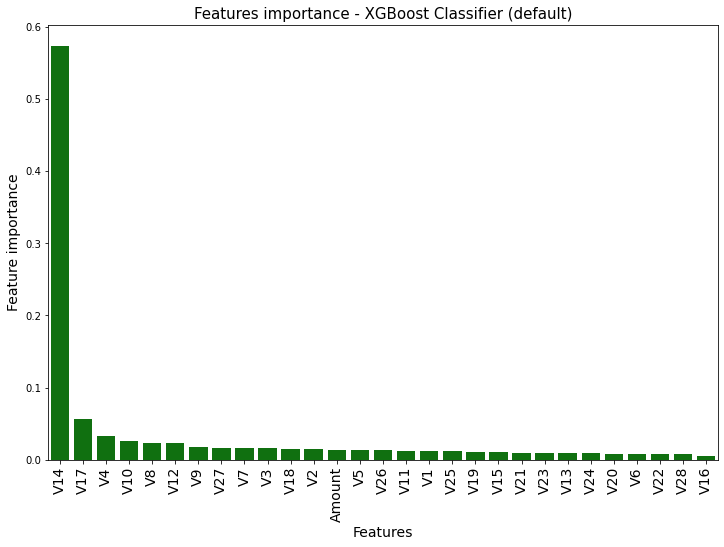 Features importance - XGBoost Classifier (default)
Feature importance
0.6
0.5
0.4
0.3
0.2
0.1
0.0
V14 V17 V4 V10 V8 V12 V9 V27 V7 V3 V18 V2 Amount V5 V26 V11 V1 V25 V19 V15 V21 V23 V13 V24 V20 V6 V22 V28 V16
Features